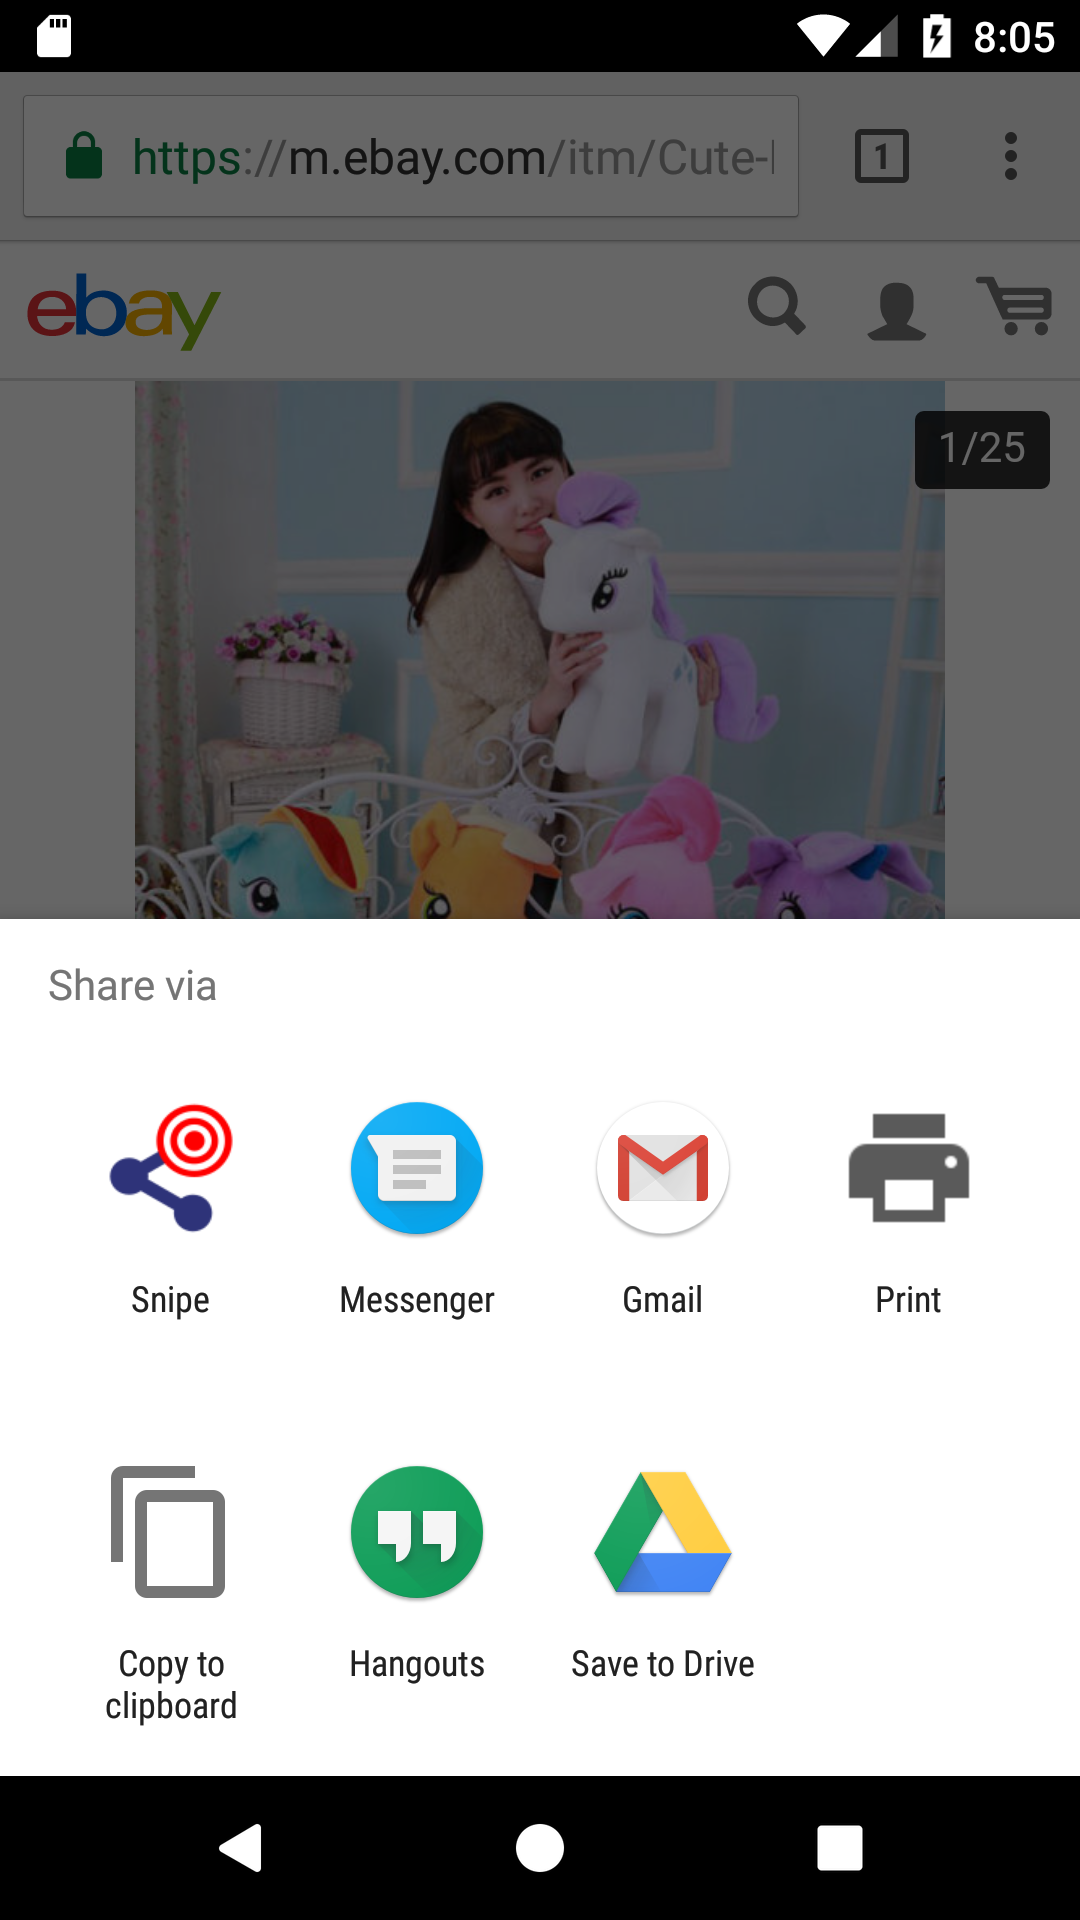 8:05
https://m.ebay.com/itm/Cute-
1
ebay
1/25
Share via
Snipe
Messenger
Gmail
Print
Copy to
clipboard
Hangouts
Save to Drive